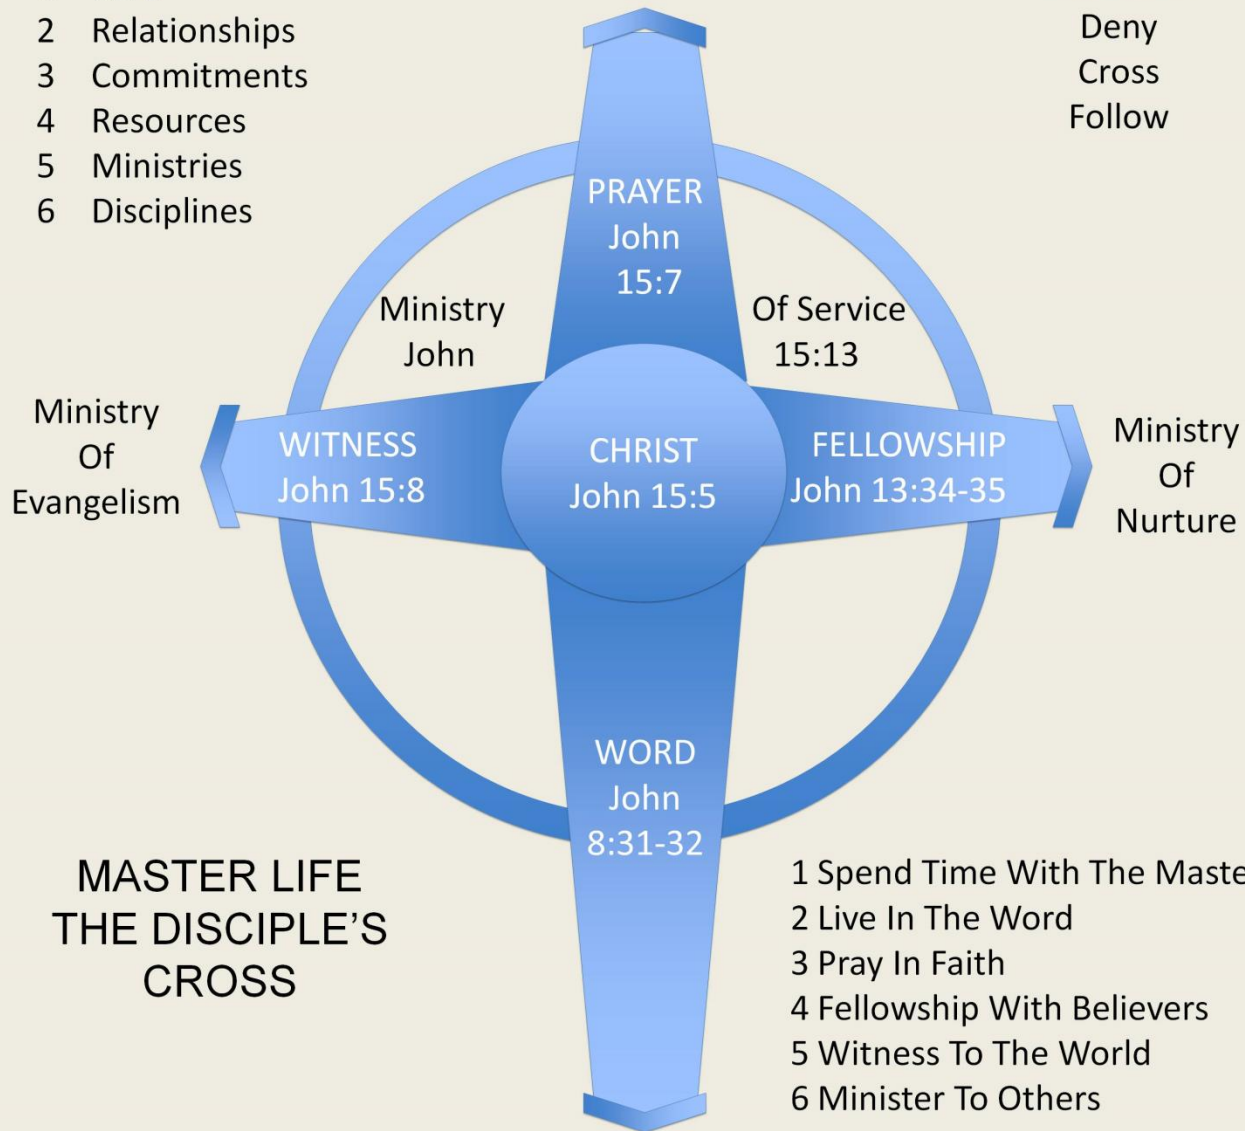 2 Relationships
3 Commitments
4 Resources
5 Ministries
6 Disciplines
Deny
Cross
Follow
PRAYER
John
15:7
Ministry
John
Of Service
15:13
Ministry
Of
Evangelism
WITNESS
John 15:8
CHRIST
John 15:5
FELLOWSHIP
John 13:34-35
Ministry
Of
Nurture
WORD
John
8:31-32
MASTER LIFE
THE DISCIPLE’S
CROSS
1 Spend Time With The Maste
2 Live In The Word
3 Pray In Faith
4 Fellowship With Believers
5 Witness To The World
6 Minister To Others